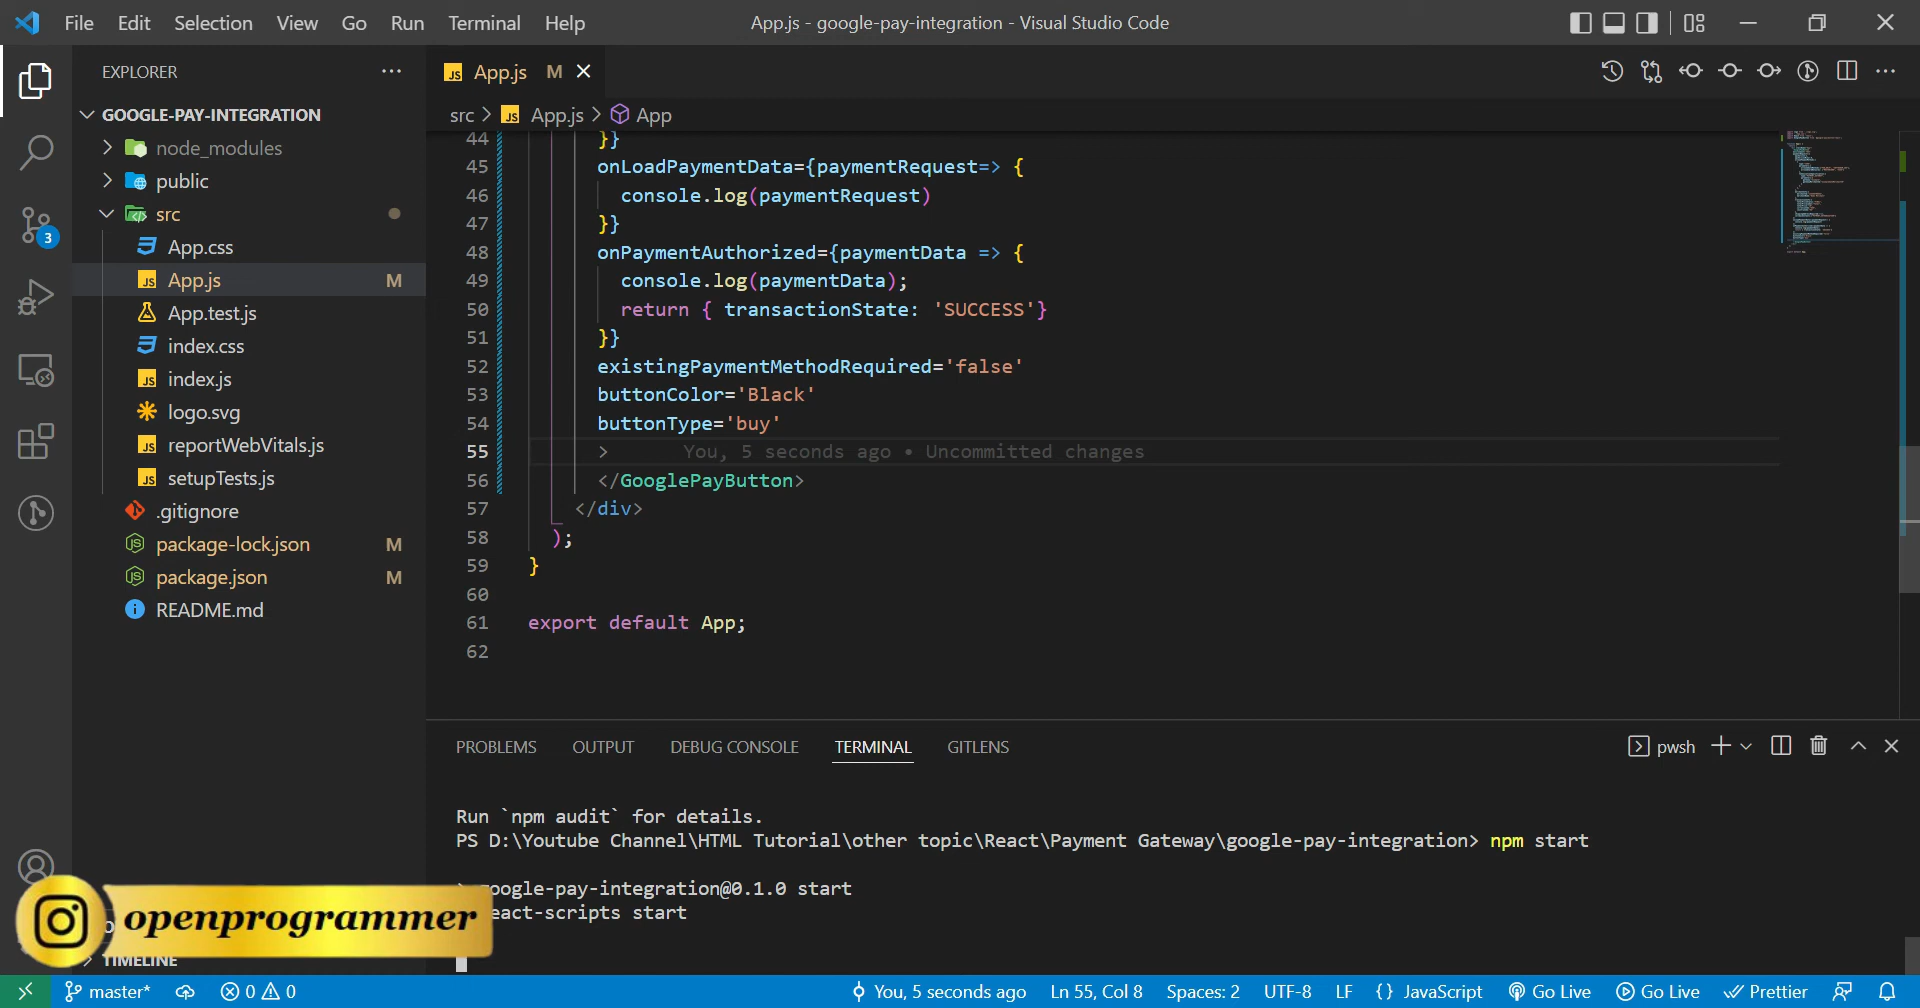 File Edit Selection View Go Run Terminal Help
App.js - google-pay-integration - Visual Studio Code
EXPLORER
GOOGLE-PAY-INTEGRATION
node_modules
public
src
App.css
App.js M
App.test.js
index.css
index.js
logo.svg
reportWebVitals.js
setupTests.js
.gitignore
package-lock.json M
package.json M
README.md
TIMELINE
3
JS App.js M
src > JS App.js > App
44 }}
45 onLoadPaymentData={paymentRequest=> {
46 console.log(paymentRequest)
47 }}
48 onPaymentAuthorized={paymentData => {
49 console.log(paymentData);
50 return { transactionState: 'SUCCESS'}
51 }}
52 existingPaymentMethodRequired='false'
53 buttonColor='Black'
54 buttonType='buy'
55 > You, 5 seconds ago • Uncommitted changes
56 </GooglePayButton>
57 </div>
58 );
59 }
60
61 export default App;
62
PROBLEMS OUTPUT DEBUG CONSOLE TERMINAL GITLENS
pwsh
Run `npm audit` for details.
PS D:\Youtube Channel\HTML Tutorial\other topic\React\Payment Gateway\google-pay-integration> npm start
google-pay-integration@0.1.0 start
eact-scripts start
openprogrammer
master* 0 0 You, 5 seconds ago Ln 55, Col 8 Spaces: 2 UTF-8 LF {} JavaScript Go Live Go Live Prettier